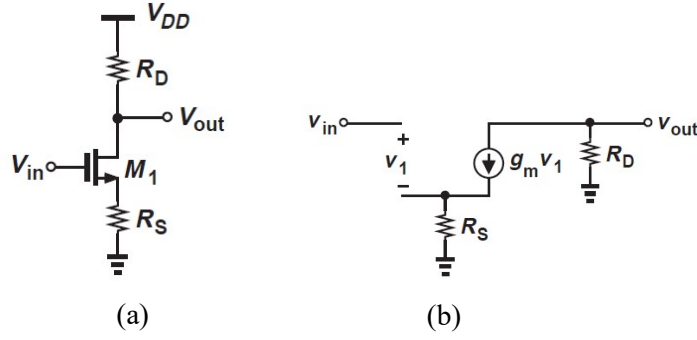 V_DD
R_D
V_out
V_in
M_1
R_S
(a)
v_in
+
v_1
−
g_m v_1
v_out
R_D
R_S
(b)